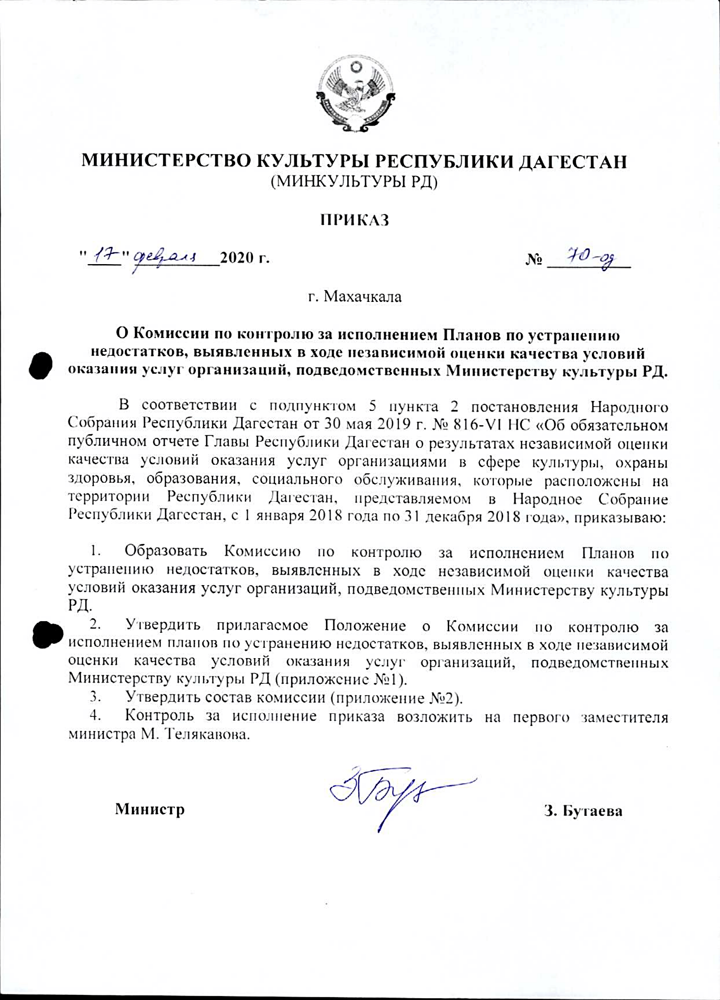 МИНИСТЕРСТВО КУЛЬТУРЫ РЕСПУБЛИКИ ДАГЕСТАН
(МИНКУЛЬТУРЫ РД)
ПРИКАЗ
"17" февраля 2020 г. № 70-од
г. Махачкала
О Комиссии по контролю за исполнением Планов по устранению
недостатков, выявленных в ходе независимой оценки качества условий
оказания услуг организаций, подведомственных Министерству культуры РД.
В соответствии с подпунктом 5 пункта 2 постановления Народного
Собрания Республики Дагестан от 30 мая 2019 г. № 816-VI НС «Об обязательном
публичном отчете Главы Республики Дагестан о результатах независимой оценки
качества условий оказания услуг организациями в сфере культуры, охраны
здоровья, образования, социального обслуживания, которые расположены на
территории Республики Дагестан, представляемом в Народное Собрание
Республики Дагестан, с 1 января 2018 года по 31 декабря 2018 года», приказываю:
1. Образовать Комиссию по контролю за исполнением Планов по
устранению недостатков, выявленных в ходе независимой оценки качества
условий оказания услуг организаций, подведомственных Министерству культуры
РД.
2. Утвердить прилагаемое Положение о Комиссии по контролю за
исполнением планов по устранению недостатков, выявленных в ходе независимой
оценки качества условий оказания услуг организаций, подведомственных
Министерству культуры РД (приложение №1).
3. Утвердить состав комиссии (приложение №2).
4. Контроль за исполнение приказа возложить на первого заместителя
министра М. Телякавова.
Министр З. Бутаева